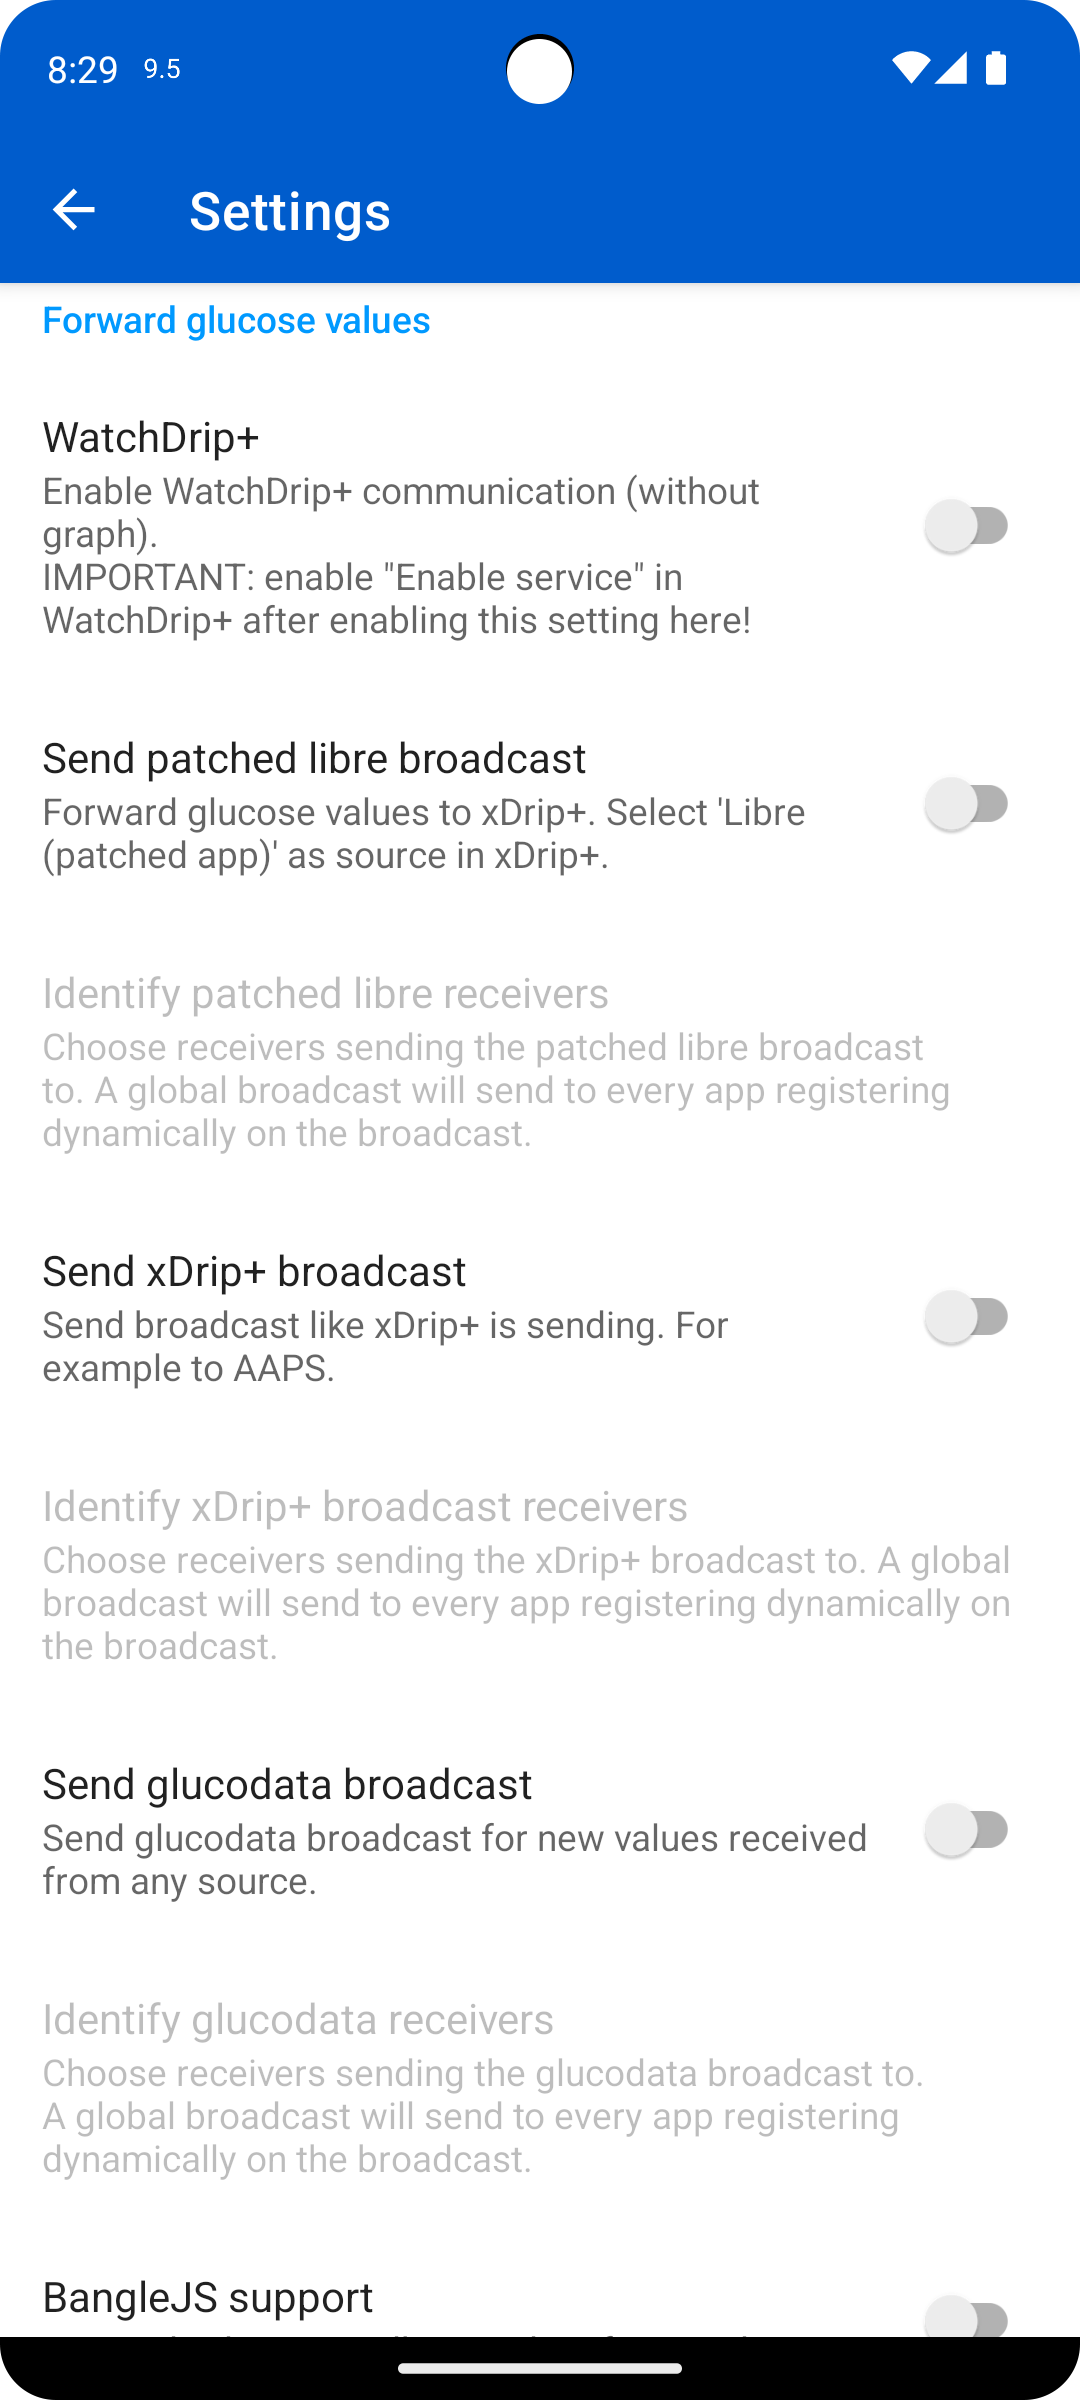 8:29 9.5
Settings
Forward glucose values
WatchDrip+
Enable WatchDrip+ communication (without
graph).
IMPORTANT: enable "Enable service" in
WatchDrip+ after enabling this setting here!
Send patched libre broadcast
Forward glucose values to xDrip+. Select 'Libre
(patched app)' as source in xDrip+.
Identify patched libre receivers
Choose receivers sending the patched libre broadcast
to. A global broadcast will send to every app registering
dynamically on the broadcast.
Send xDrip+ broadcast
Send broadcast like xDrip+ is sending. For
example to AAPS.
Identify xDrip+ broadcast receivers
Choose receivers sending the xDrip+ broadcast to. A global
broadcast will send to every app registering dynamically on
the broadcast.
Send glucodata broadcast
Send glucodata broadcast for new values received
from any source.
Identify glucodata receivers
Choose receivers sending the glucodata broadcast to.
A global broadcast will send to every app registering
dynamically on the broadcast.
BangleJS support